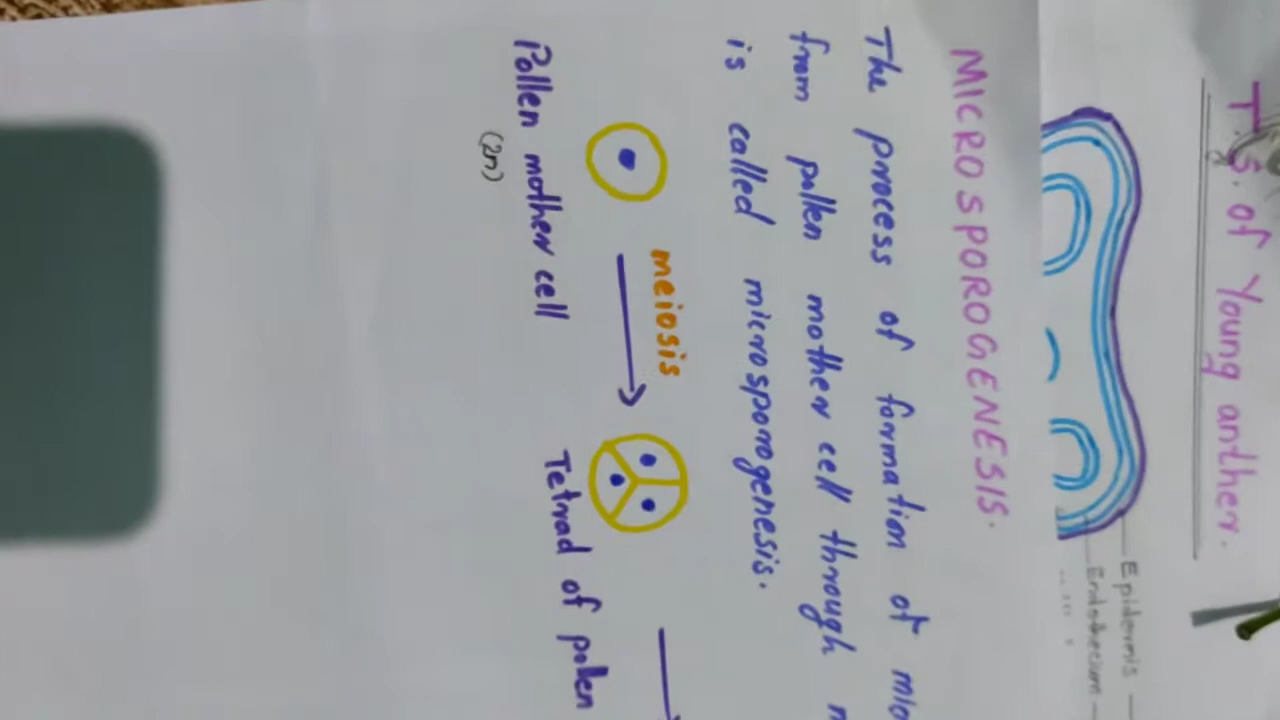 T.S. of Young anther.
Epidermis
Endothecium
MICROSPOROGENESIS.
The process of formation of mic
from pollen mother cell through m
is called microsporogenesis.
meiosis
Pollen mother cell
(2n)
Tetrad of pollen